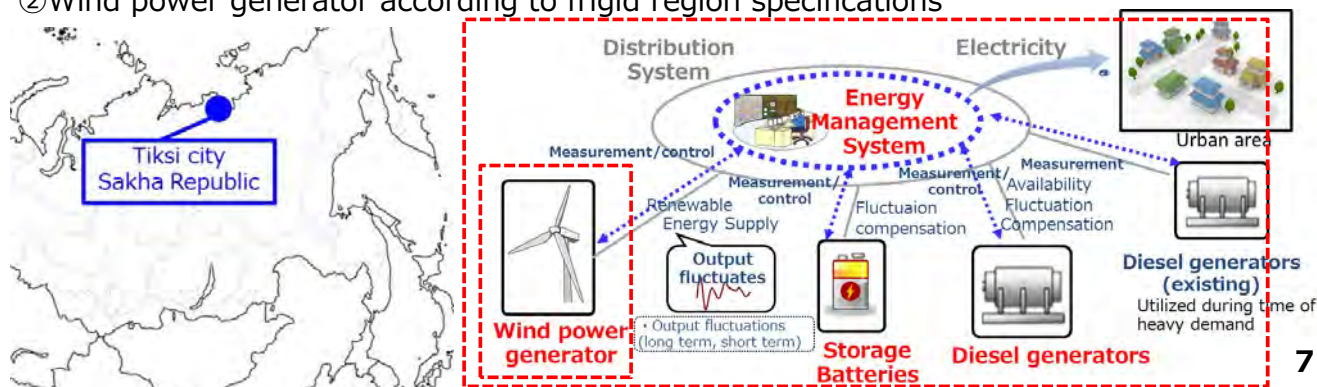 ②Wind power generator according to frigid region specifications
Tiksi city
Sakha Republic
Distribution
System
Electricity
Energy
Management
System
Urban area
Measurement/control
Measurement/
control
Measurement/
control
Measurement
Renewable
Energy Supply
Fluctuaion
compensation
Availability
Fluctuation
Compensation
Output
fluctuates
・Output fluctuations
(long term, short term)
Wind power
generator
Storage
Batteries
Diesel generators
Diesel generators
(existing)
Utilized during time of
heavy demand
7